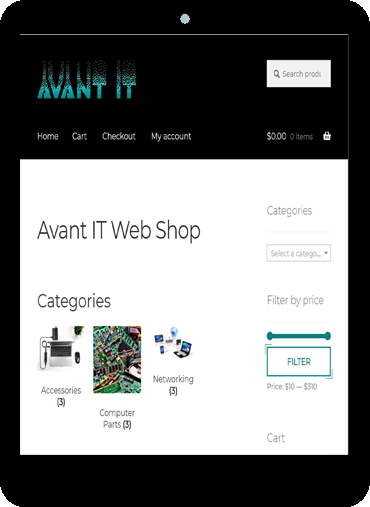 AVANT IT
Search produ
Home Cart Checkout My account
$0.00 0 items
Avant IT Web Shop
Categories
Accessories
(3)
Computer
Parts (3)
Networking
(3)
Categories
Select a catego...
Filter by price
FILTER
Price: $10 — $310
Cart